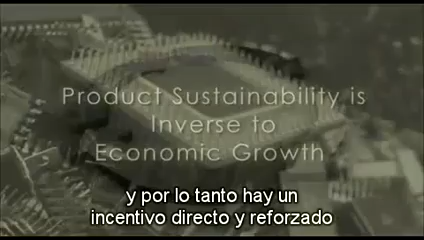 Product Sustainability is
Inverse to
Economic Growth
y por lo tanto hay un
incentivo directo y reforzado